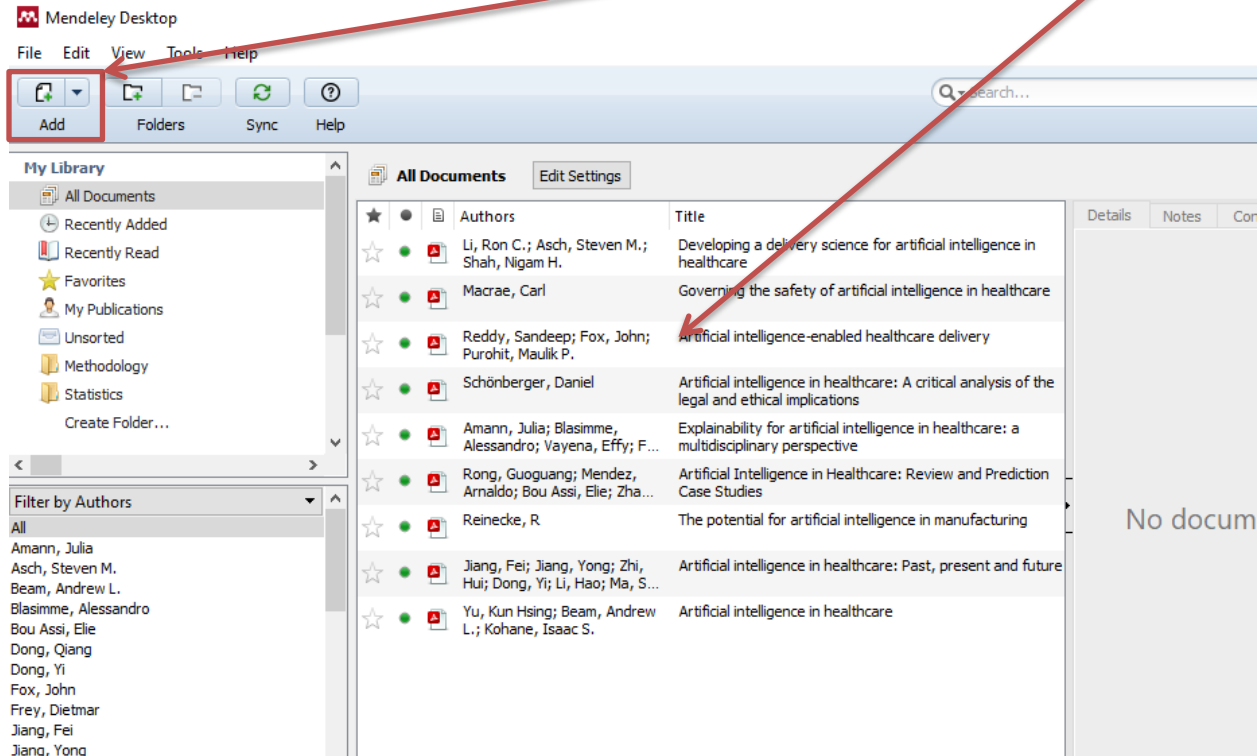 Mendeley Desktop
File Edit View Tools Help
Add Folders Sync Help
Search...
My Library
All Documents
Recently Added
Recently Read
Favorites
My Publications
Unsorted
Methodology
Statistics
Create Folder...
Filter by Authors
All
Amann, Julia
Asch, Steven M.
Beam, Andrew L.
Blasimme, Alessandro
Bou Assi, Elie
Dong, Qiang
Dong, Yi
Fox, John
Frey, Dietmar
Jiang, Fei
Jiang, Yong
All Documents Edit Settings
Authors Title
Li, Ron C.; Asch, Steven M.; Developing a delivery science for artificial intelligence in
Shah, Nigam H. healthcare
Macrae, Carl Governing the safety of artificial intelligence in healthcare
Reddy, Sandeep; Fox, John; Artificial intelligence-enabled healthcare delivery
Purohit, Maulik P.
Schönberger, Daniel Artificial intelligence in healthcare: A critical analysis of the
legal and ethical implications
Amann, Julia; Blasimme, Explainability for artificial intelligence in healthcare: a
Alessandro; Vayena, Effy; F... multidisciplinary perspective
Rong, Guoguang; Mendez, Artificial Intelligence in Healthcare: Review and Prediction
Arnaldo; Bou Assi, Elie; Zha... Case Studies
Reinecke, R The potential for artificial intelligence in manufacturing
Jiang, Fei; Jiang, Yong; Zhi, Artificial intelligence in healthcare: Past, present and future
Hui; Dong, Yi; Li, Hao; Ma, S...
Yu, Kun Hsing; Beam, Andrew Artificial intelligence in healthcare
L.; Kohane, Isaac S.
Details Notes Con
No docum